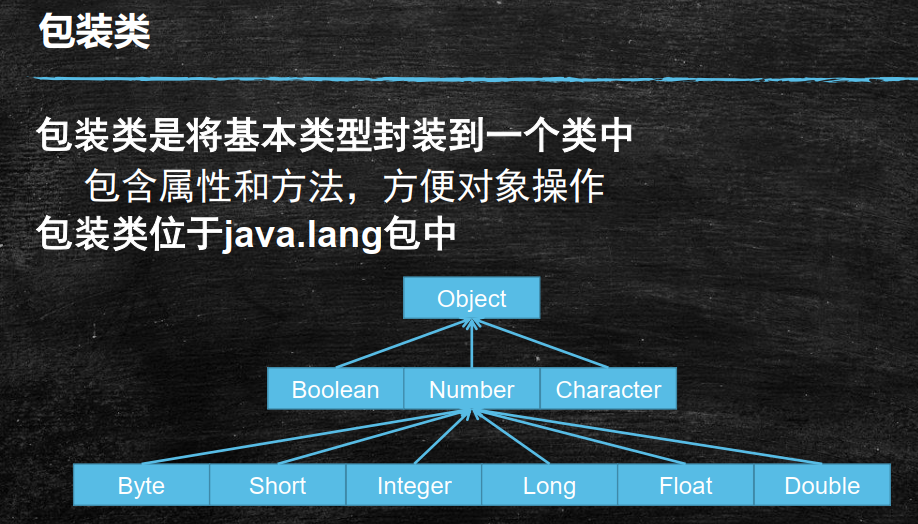 包装类
包装类是将基本类型封装到一个类中
包含属性和方法，方便对象操作
包装类位于java.lang包中
Object
Boolean Number Character
Byte Short Integer Long Float Double